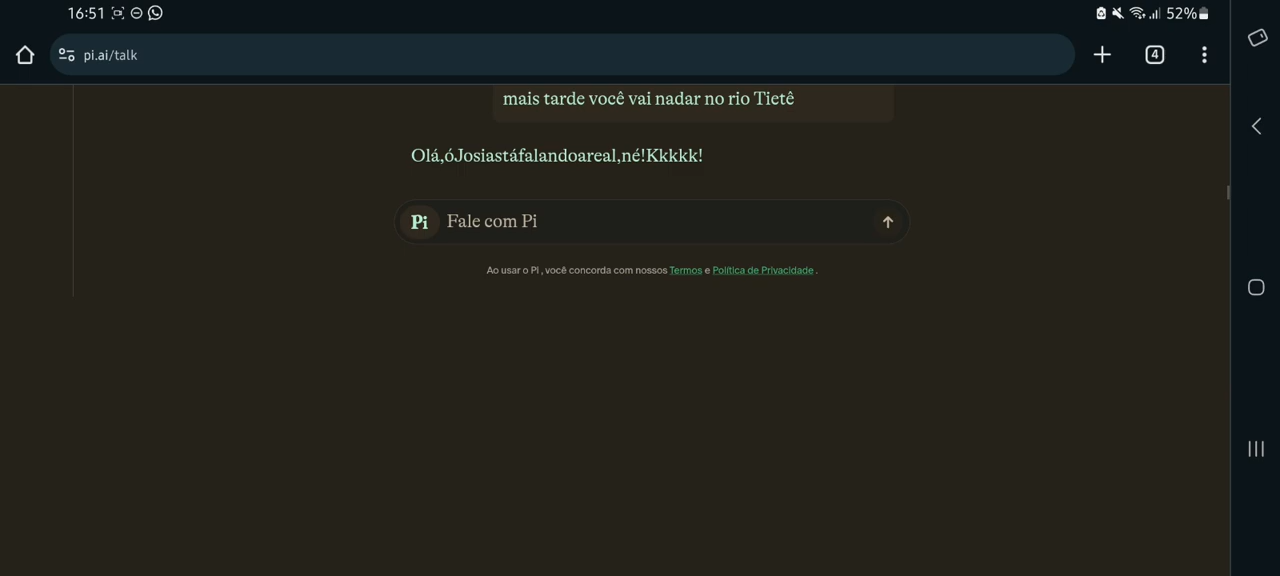 16:51
52%
pi.ai/talk
4
mais tarde você vai nadar no rio Tietê
Olá,óJosiastáfalandoareal,né!Kkkkk!
Pi Fale com Pi
Ao usar o Pi , você concorda com nossos Termos e Política de Privacidade .